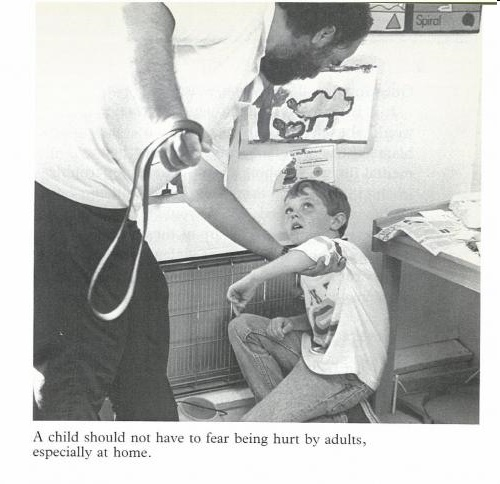 Spiral
A child should not have to fear being hurt by adults,
especially at home.